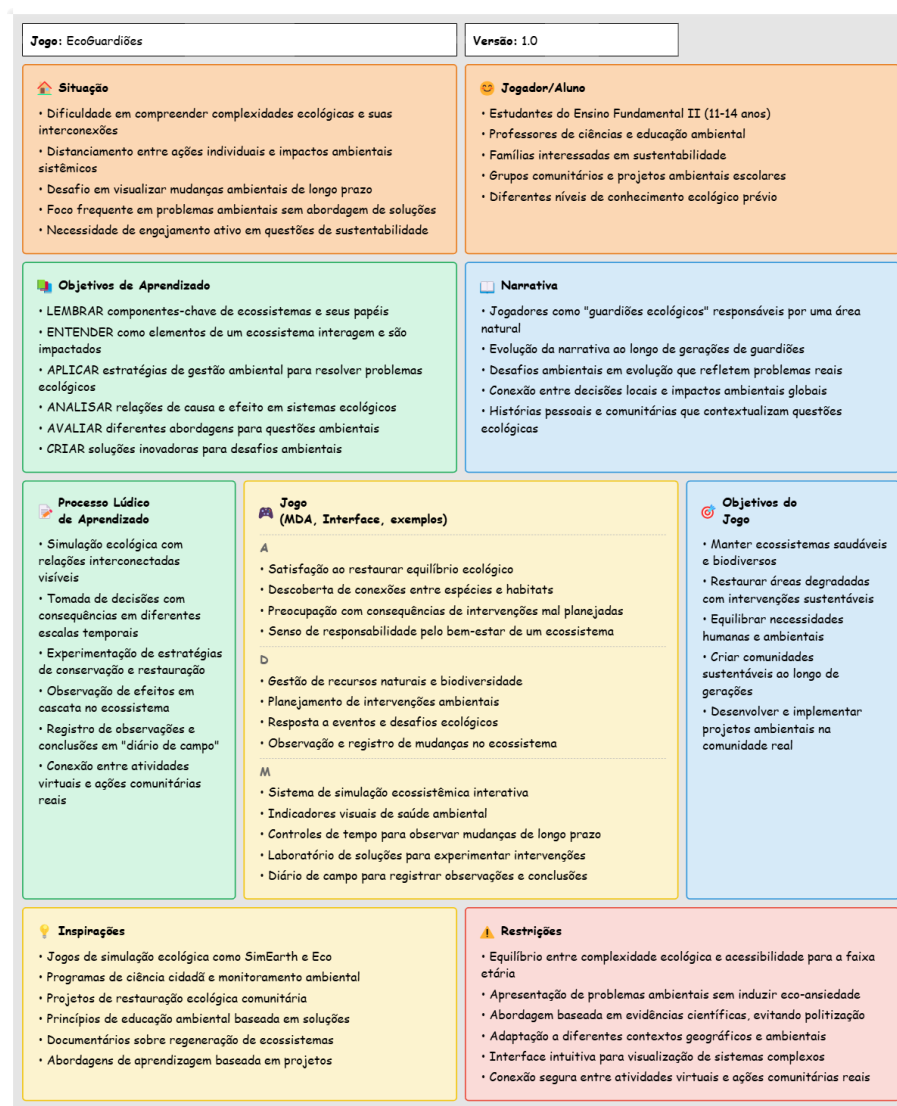 Jogo: EcoGuardiões
Versão: 1.0
Situação
• Dificuldade em compreender complexidades ecológicas e suas
interconexões
• Distanciamento entre ações individuais e impactos ambientais
sistêmicos
• Desafio em visualizar mudanças ambientais de longo prazo
• Foco frequente em problemas ambientais sem abordagem de soluções
• Necessidade de engajamento ativo em questões de sustentabilidade
Jogador/Aluno
• Estudantes do Ensino Fundamental II (11-14 anos)
• Professores de ciências e educação ambiental
• Famílias interessadas em sustentabilidade
• Grupos comunitários e projetos ambientais escolares
• Diferentes níveis de conhecimento ecológico prévio
Objetivos de Aprendizado
• LEMBRAR componentes-chave de ecossistemas e seus papéis
• ENTENDER como elementos de um ecossistema interagem e são
impactados
• APLICAR estratégias de gestão ambiental para resolver problemas
ecológicos
• ANALISAR relações de causa e efeito em sistemas ecológicos
• AVALIAR diferentes abordagens para questões ambientais
• CRIAR soluções inovadoras para desafios ambientais
Narrativa
• Jogadores como "guardiões ecológicos" responsáveis por uma área
natural
• Evolução da narrativa ao longo de gerações de guardiões
• Desafios ambientais em evolução que refletem problemas reais
• Conexão entre decisões locais e impactos ambientais globais
• Histórias pessoais e comunitárias que contextualizam questões
ecológicas
Processo Lúdico
de Aprendizado
• Simulação ecológica com
relações interconectadas
visíveis
• Tomada de decisões com
consequências em diferentes
escalas temporais
• Experimentação de estratégias
de conservação e restauração
• Observação de efeitos em
cascata no ecossistema
• Registro de observações e
conclusões em "diário de campo"
• Conexão entre atividades
virtuais e ações comunitárias
reais
Jogo
(MDA, Interface, exemplos)
A
• Satisfação ao restaurar equilíbrio ecológico
• Descoberta de conexões entre espécies e habitats
• Preocupação com consequências de intervenções mal planejadas
• Senso de responsabilidade pelo bem-estar de um ecossistema
D
• Gestão de recursos naturais e biodiversidade
• Planejamento de intervenções ambientais
• Resposta a eventos e desafios ecológicos
• Observação e registro de mudanças no ecossistema
M
• Sistema de simulação ecossistêmica interativa
• Indicadores visuais de saúde ambiental
• Controles de tempo para observar mudanças de longo prazo
• Laboratório de soluções para experimentar intervenções
• Diário de campo para registrar observações e conclusões
Objetivos do
Jogo
• Manter ecossistemas saudáveis
e biodiversos
• Restaurar áreas degradadas
com intervenções sustentáveis
• Equilibrar necessidades
humanas e ambientais
• Criar comunidades
sustentáveis ao longo de
gerações
• Desenvolver e implementar
projetos ambientais na
comunidade real
Inspirações
• Jogos de simulação ecológica como SimEarth e Eco
• Programas de ciência cidadã e monitoramento ambiental
• Projetos de restauração ecológica comunitária
• Princípios de educação ambiental baseada em soluções
• Documentários sobre regeneração de ecossistemas
• Abordagens de aprendizagem baseada em projetos
Restrições
• Equilíbrio entre complexidade ecológica e acessibilidade para a faixa
etária
• Apresentação de problemas ambientais sem induzir eco-ansiedade
• Abordagem baseada em evidências científicas, evitando politização
• Adaptação a diferentes contextos geográficos e ambientais
• Interface intuitiva para visualização de sistemas complexos
• Conexão segura entre atividades virtuais e ações comunitárias reais